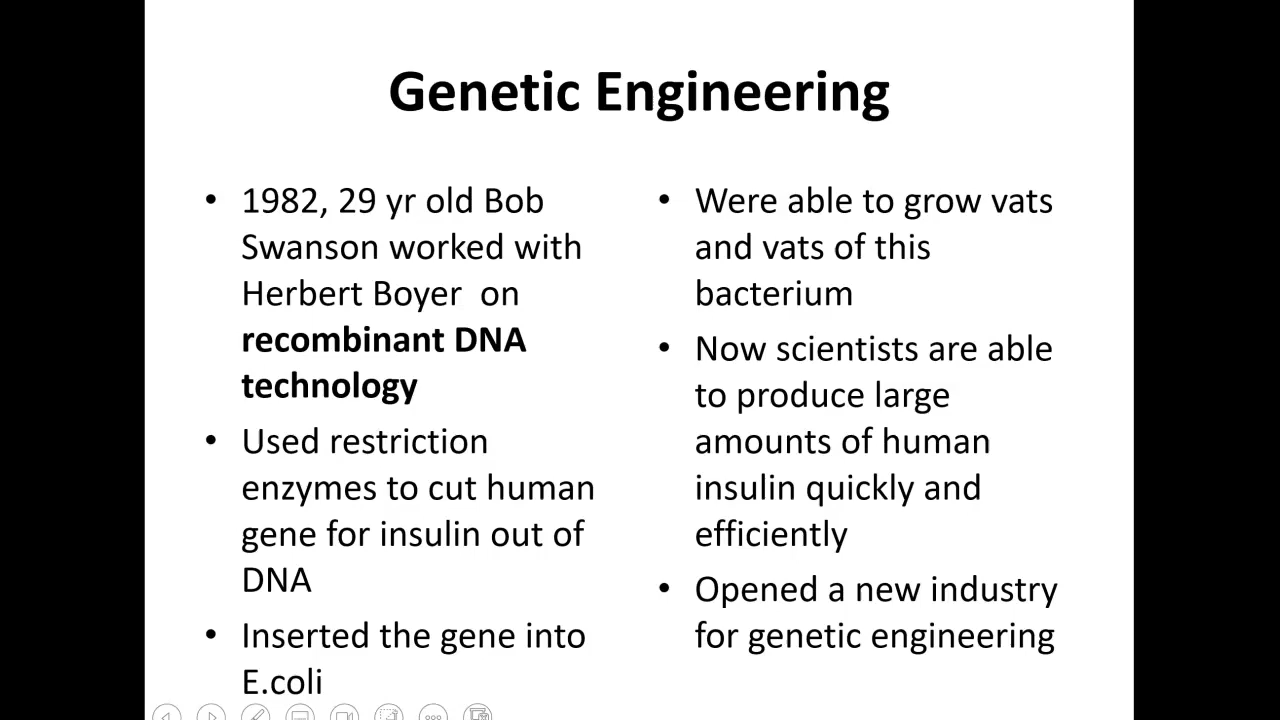 Genetic Engineering
• 1982, 29 yr old Bob
Swanson worked with
Herbert Boyer on
recombinant DNA
technology
• Used restriction
enzymes to cut human
gene for insulin out of
DNA
• Inserted the gene into
E.coli
• Were able to grow vats
and vats of this
bacterium
• Now scientists are able
to produce large
amounts of human
insulin quickly and
efficiently
• Opened a new industry
for genetic engineering